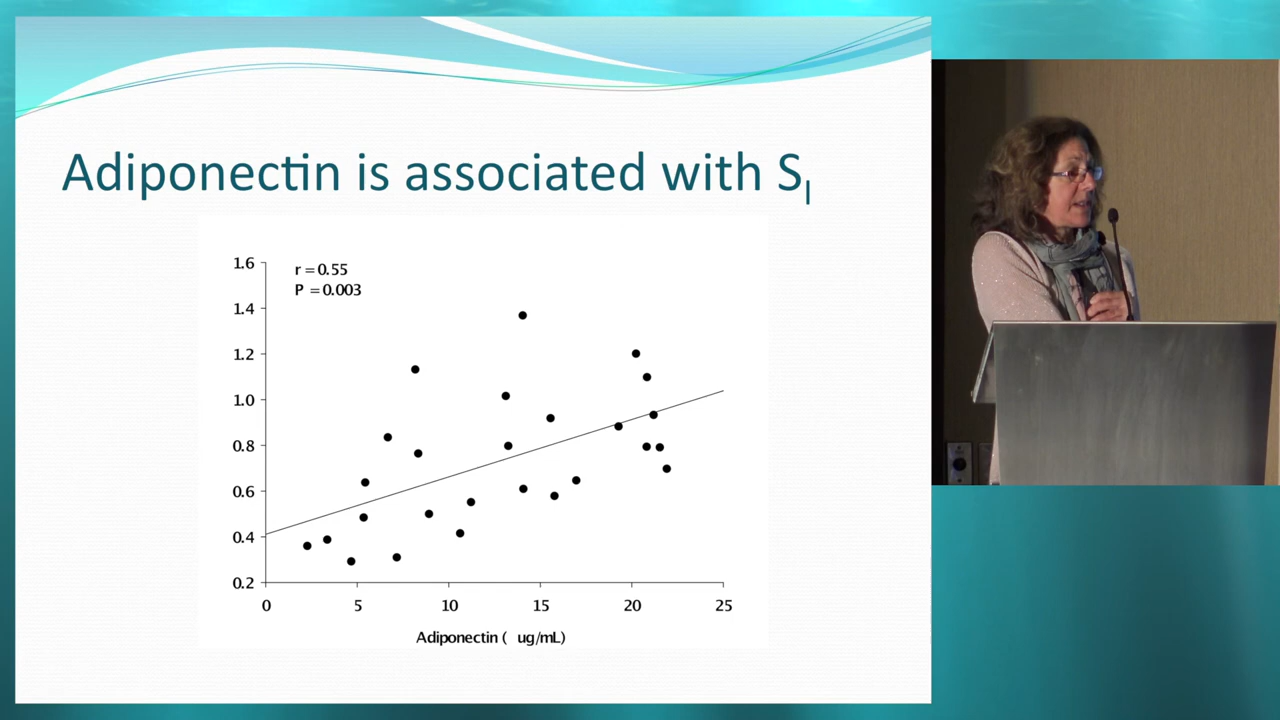 Adiponectin is associated with SI
1.6
r = 0.55
P = 0.003
1.4
1.2
1.0
0.8
0.6
0.4
0.2
0 5 10 15 20 25
Adiponectin ( ug/mL)